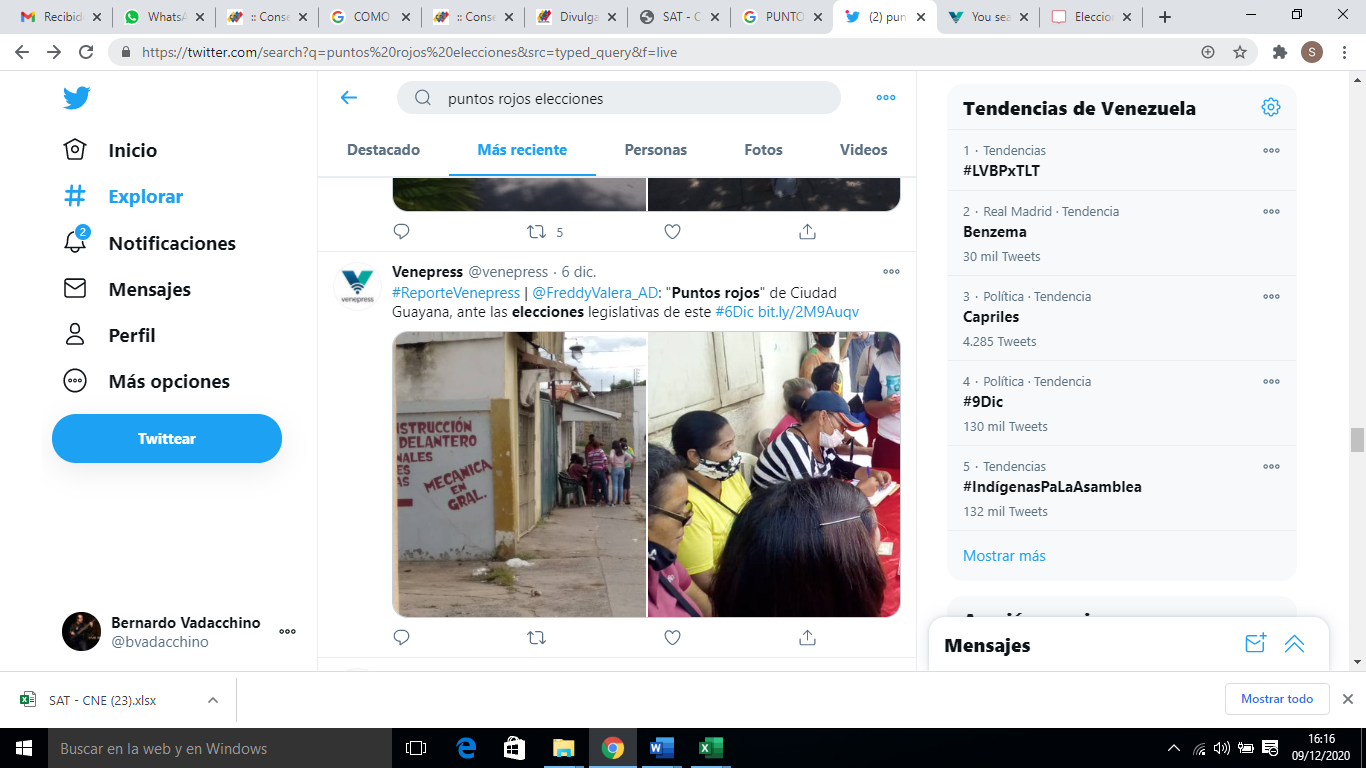 Recibid
WhatsA
:: Conse
COMO
:: Conse
Divulga
SAT - C
PUNTO
(2) pun
You sea
Eleccio
https://twitter.com/search?q=puntos%20rojos%20elecciones&src=typed_query&f=live
S
Inicio
Explorar
2
Notificaciones
Mensajes
Perfil
Más opciones
Twittear
Bernardo Vadacchino
@bvadacchino
puntos rojos elecciones
Destacado
Más reciente
Personas
Fotos
Videos
5
Venepress @venepress · 6 dic.
#ReporteVenepress | @FreddyValera_AD: "Puntos rojos" de Ciudad
Guayana, ante las elecciones legislativas de este #6Dic bit.ly/2M9Auqv
venepress
STRUCCIÓN
DELANTERO
NALES
ES
AS
MECANICA
EN
GRAL.
Tendencias de Venezuela
1 · Tendencias
#LVBPxTLT
2 · Real Madrid · Tendencia
Benzema
30 mil Tweets
3 · Política · Tendencia
Capriles
4.285 Tweets
4 · Política · Tendencia
#9Dic
130 mil Tweets
5 · Tendencias
#IndígenasPaLaAsamblea
132 mil Tweets
Mostrar más
Mensajes
SAT - CNE (23).xlsx
Mostrar todo
Buscar en la web y en Windows
16:16
09/12/2020